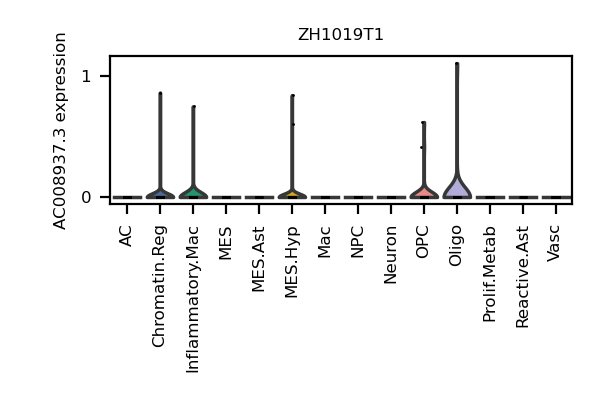 ZH1019T1
AC008937.3 expression
1
0
AC
Chromatin.Reg
Inflammatory.Mac
MES
MES.Ast
MES.Hyp
Mac
NPC
Neuron
OPC
Oligo
Prolif.Metab
Reactive.Ast
Vasc